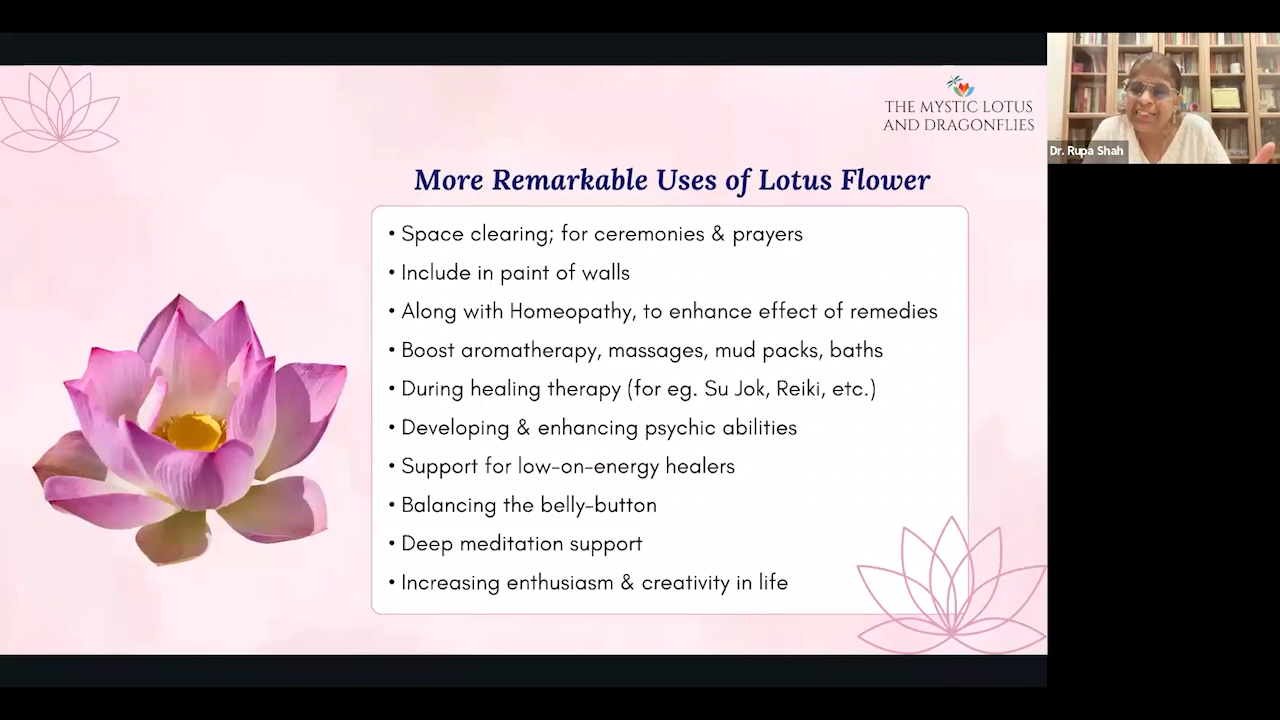 THE MYSTIC LOTUS
AND DRAGONFLIES
Dr. Rupa Shah
More Remarkable Uses of Lotus Flower
• Space clearing; for ceremonies & prayers
• Include in paint of walls
• Along with Homeopathy, to enhance effect of remedies
• Boost aromatherapy, massages, mud packs, baths
• During healing therapy (for eg. Su Jok, Reiki, etc.)
• Developing & enhancing psychic abilities
• Support for low-on-energy healers
• Balancing the belly-button
• Deep meditation support
• Increasing enthusiasm & creativity in life